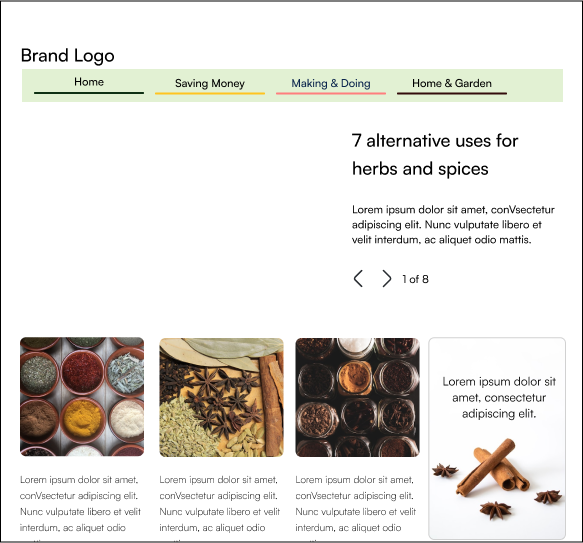 Brand Logo
Home
Saving Money
Making & Doing
Home & Garden
7 alternative uses for
herbs and spices
Lorem ipsum dolor sit amet, conVsectetur
adipiscing elit. Nunc vulputate libero et
velit interdum, ac aliquet odio mattis.
1 of 8
Lorem ipsum dolor sit
amet, consectetur
adipiscing elit.
Lorem ipsum dolor sit amet,
conVsectetur adipiscing elit.
Nunc vulputate libero et velit
interdum, ac aliquet odio
Lorem ipsum dolor sit amet,
conVsectetur adipiscing elit.
Nunc vulputate libero et velit
interdum, ac aliquet odio
Lorem ipsum dolor sit amet,
conVsectetur adipiscing elit.
Nunc vulputate libero et velit
interdum, ac aliquet odio